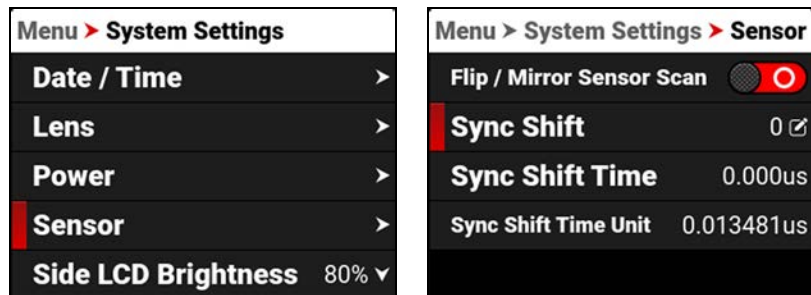 Menu > System Settings
Date / Time >
Lens >
Power >
Sensor >
Side LCD Brightness 80%
Menu > System Settings > Sensor
Flip / Mirror Sensor Scan
Sync Shift 0
Sync Shift Time 0.000us
Sync Shift Time Unit 0.013481us